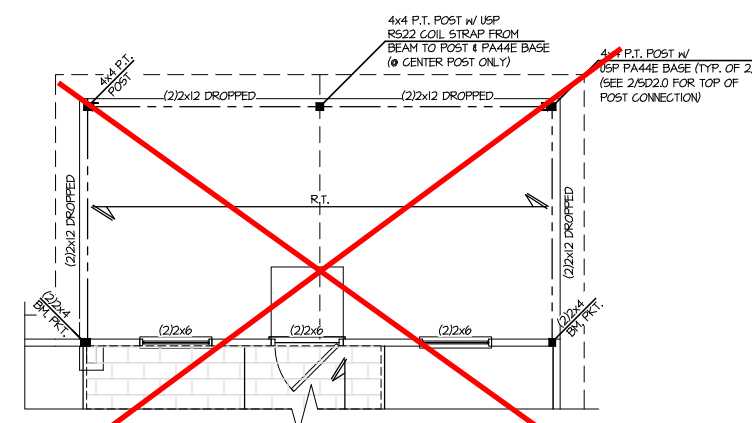 4x4 P.T. POST W/ USP
RS22 COIL STRAP FROM
BEAM TO POST & PA44E BASE
(@ CENTER POST ONLY)
4x4 P.T. POST W/
USP PA44E BASE (TYP. OF 2)
(SEE 2/SD2.0 FOR TOP OF
POST CONNECTION)
4x4 P.T.
POST
(2)2x12 DROPPED
(2)2x12 DROPPED
(2)2x12 DROPPED
R.T.
(2)2x12 DROPPED
(2)2x4
BM. PKT.
(2)2x6
(2)2x6
(2)2x6
(2)2x4
BM. PKT.